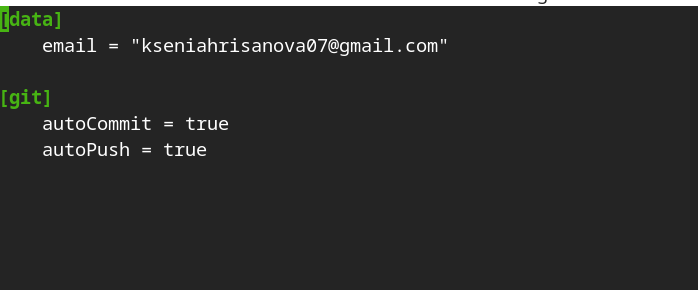 [data]
    email = "kseniahrisanova07@gmail.com"
[git]
    autoCommit = true
    autoPush = true